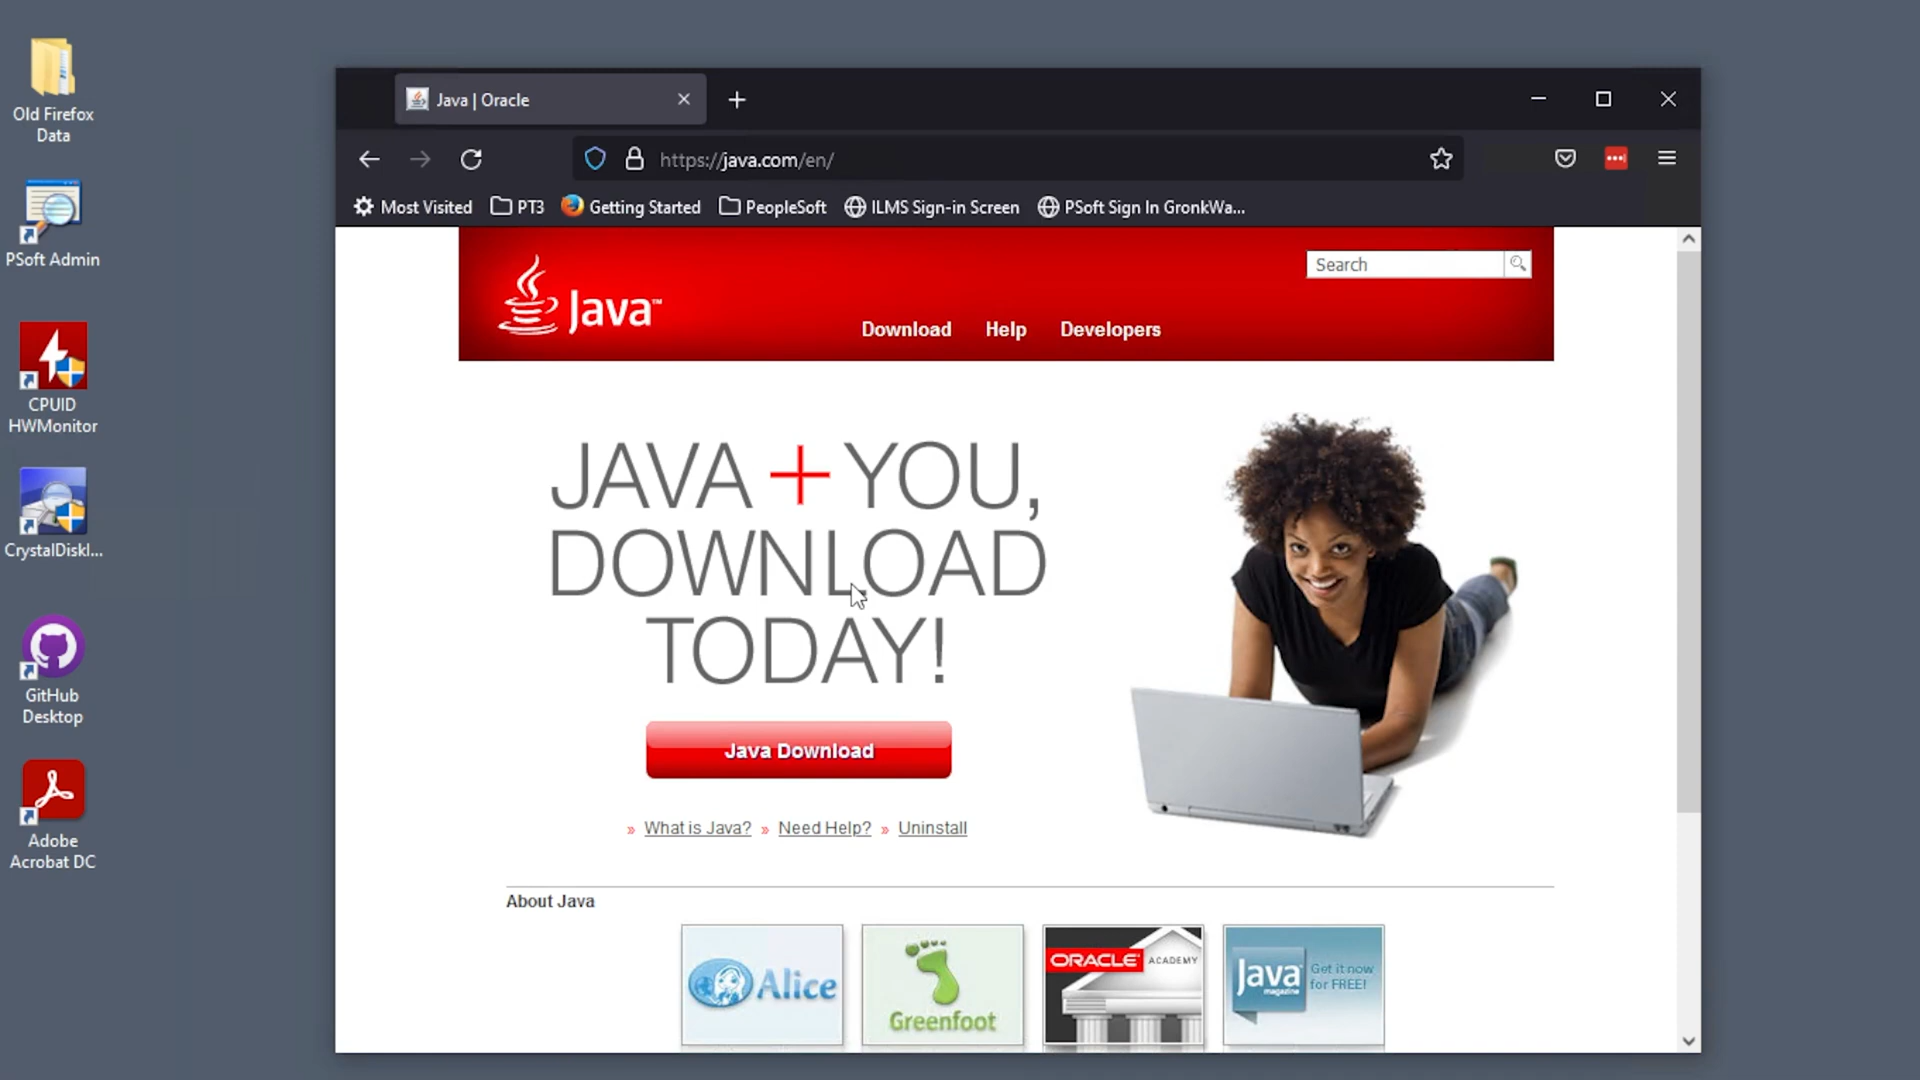 Old Firefox
Data
PSoft Admin
CPUID
HWMonitor
CrystalDiskI...
GitHub
Desktop
Adobe
Acrobat DC
Java | Oracle
https://java.com/en/
Most Visited
PT3
Getting Started
PeopleSoft
ILMS Sign-in Screen
PSoft Sign In GronkWa...
Java™
Search
Download
Help
Developers
JAVA + YOU,
DOWNLOAD
TODAY!
Java Download
» What is Java? » Need Help? » Uninstall
About Java
Alice
Greenfoot
ORACLE ACADEMY
Java
magazine
Get it now
for FREE!